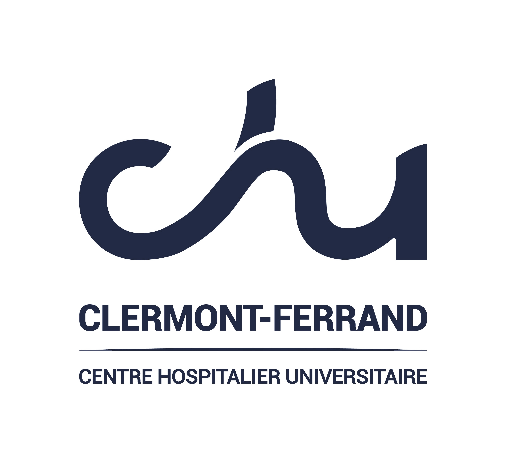 chu
CLERMONT-FERRAND
CENTRE HOSPITALIER UNIVERSITAIRE